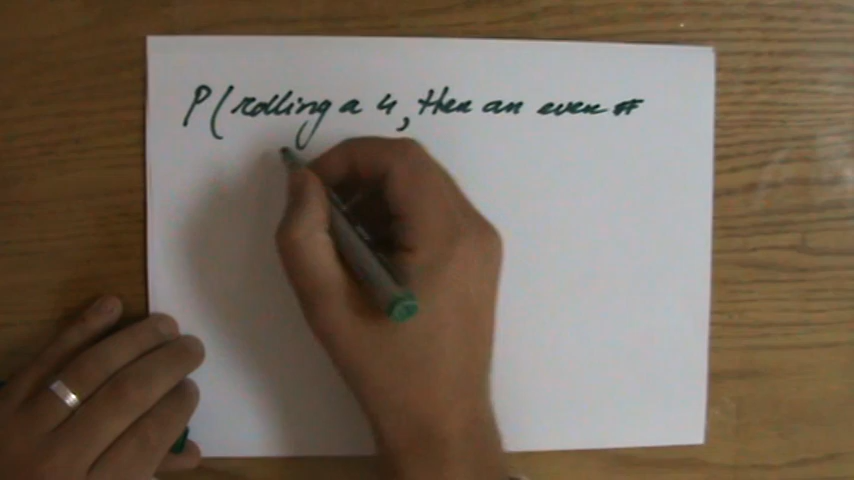 P(rolling a 4, then an even #